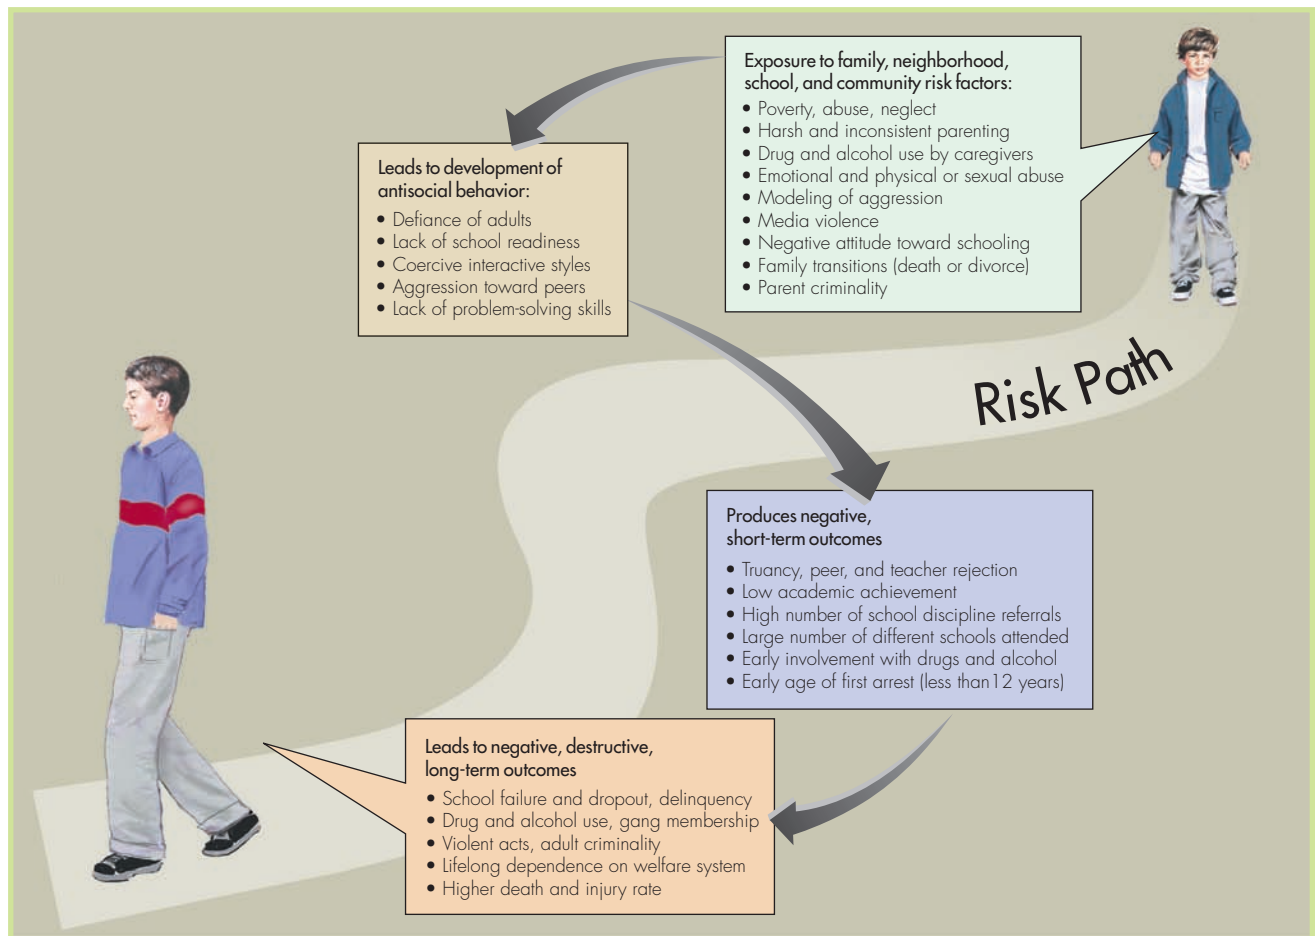 Exposure to family, neighborhood,
school, and community risk factors:
• Poverty, abuse, neglect
• Harsh and inconsistent parenting
• Drug and alcohol use by caregivers
• Emotional and physical or sexual abuse
• Modeling of aggression
• Media violence
• Negative attitude toward schooling
• Family transitions (death or divorce)
• Parent criminality
Leads to development of
antisocial behavior:
• Defiance of adults
• Lack of school readiness
• Coercive interactive styles
• Aggression toward peers
• Lack of problem-solving skills
Risk Path
Produces negative,
short-term outcomes
• Truancy, peer, and teacher rejection
• Low academic achievement
• High number of school discipline referrals
• Large number of different schools attended
• Early involvement with drugs and alcohol
• Early age of first arrest (less than12 years)
Leads to negative, destructive,
long-term outcomes
• School failure and dropout, delinquency
• Drug and alcohol use, gang membership
• Violent acts, adult criminality
• Lifelong dependence on welfare system
• Higher death and injury rate